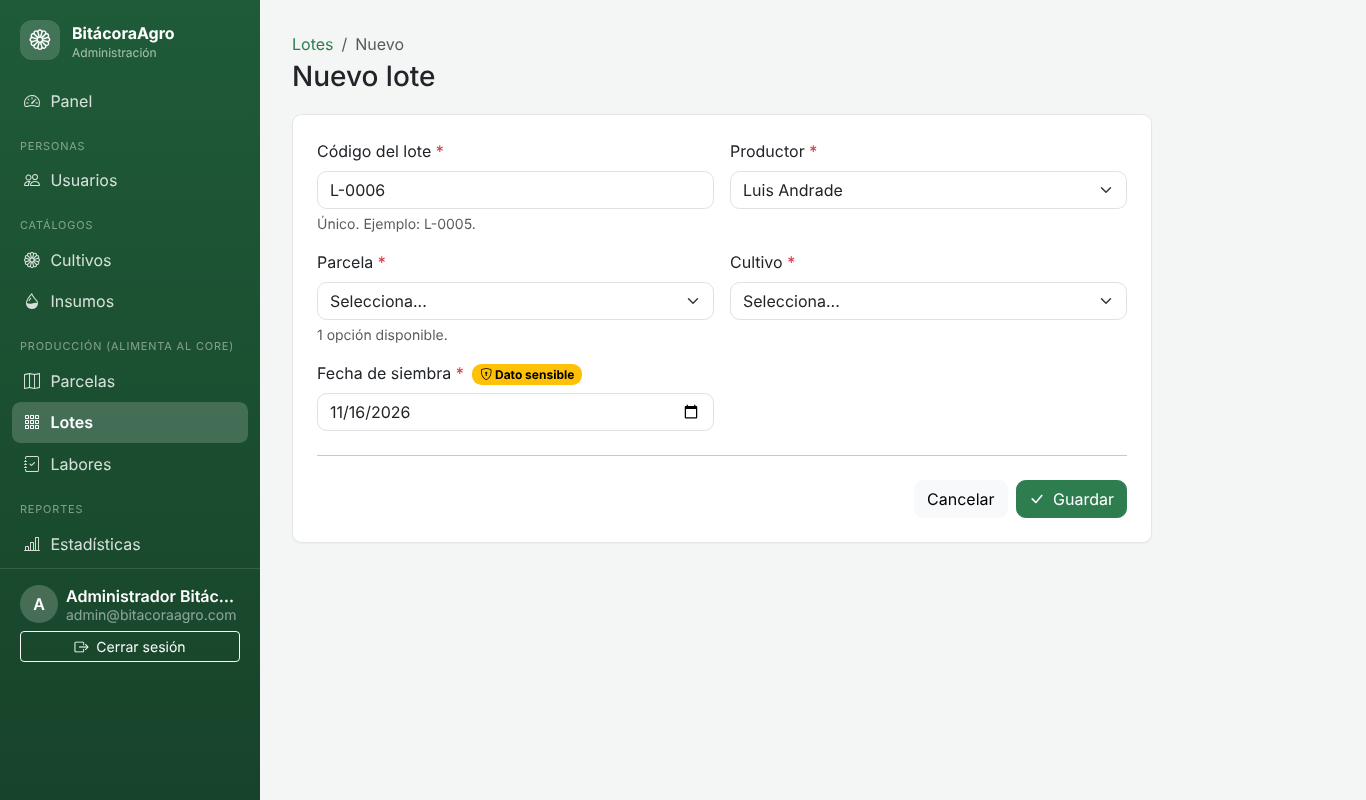 BitácoraAgro
Administración
Panel
PERSONAS
Usuarios
CATÁLOGOS
Cultivos
Insumos
PRODUCCIÓN (ALIMENTA AL CORE)
Parcelas
Lotes
Labores
REPORTES
Estadísticas
A
Administrador Bitác...
admin@bitacoraagro.com
Cerrar sesión
Lotes / Nuevo
Nuevo lote
Código del lote *
L-0006
Único. Ejemplo: L-0005.
Productor *
Luis Andrade
Parcela *
Selecciona...
1 opción disponible.
Cultivo *
Selecciona...
Fecha de siembra * Dato sensible
11/16/2026
Cancelar
Guardar